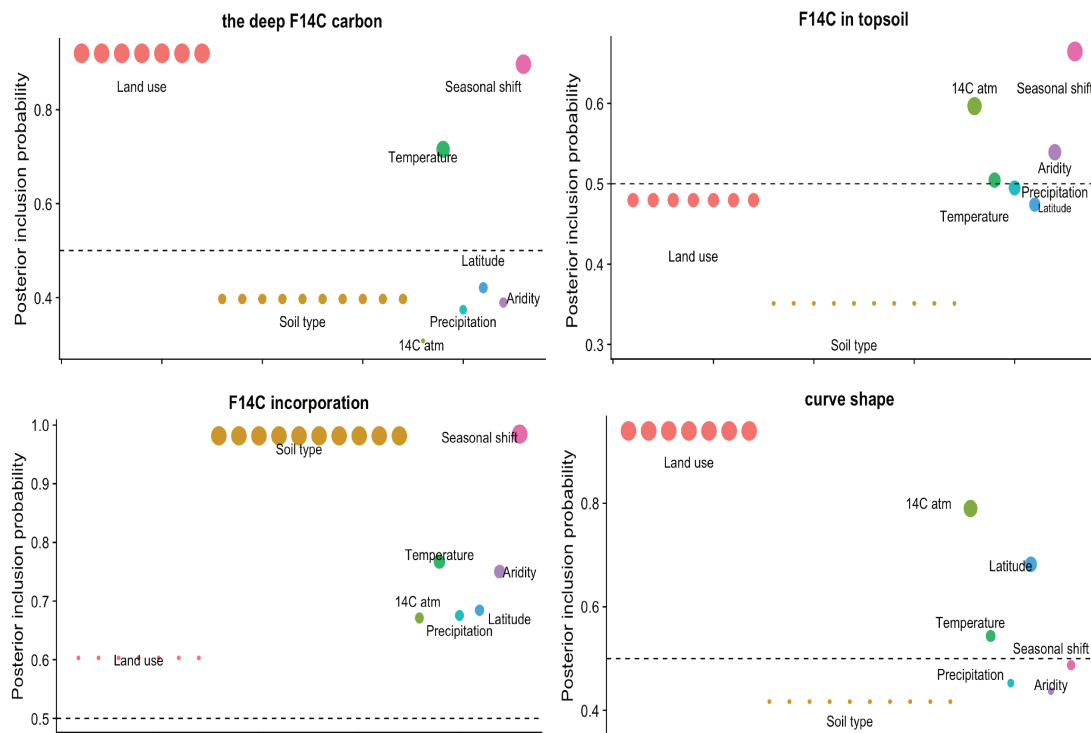 the deep F14C carbon
Posterior inclusion probability
0.8
0.6
0.4
Land use
Seasonal shift
Temperature
Latitude
Aridity
Soil type
Precipitation
14C atm
F14C in topsoil
Posterior inclusion probability
0.6
0.5
0.4
0.3
14C atm
Seasonal shift
Aridity
Precipitation
Latitude
Temperature
Land use
Soil type
F14C incorporation
Posterior inclusion probability
1.0
0.9
0.8
0.7
0.6
0.5
Seasonal shift
Soil type
Temperature
Aridity
14C atm
Latitude
Precipitation
Land use
curve shape
Posterior inclusion probability
0.8
0.6
0.4
Land use
14C atm
Latitude
Temperature
Seasonal shift
Precipitation
Aridity
Soil type